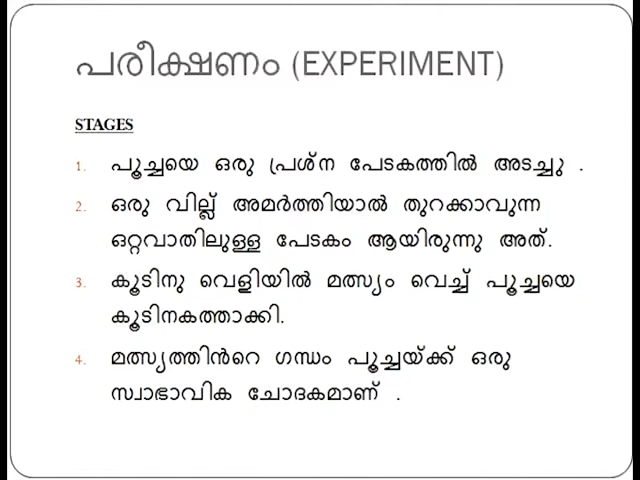 പരീക്ഷണം (EXPERIMENT)
STAGES
1. പൂച്ചയെ ഒരു പ്രശ്ന പേടകത്തിൽ അടച്ചു .
2. ഒരു വില്ല് അമർത്തിയാൽ തുറക്കാവുന്ന
ഒറ്റവാതിലുള്ള പേടകം ആയിരുന്നു അത്.
3. കൂടിനു വെളിയിൽ മത്സ്യം വെച്ച് പൂച്ചയെ
കൂടിനകത്താക്കി.
4. മത്സ്യത്തിൻറെ ഗന്ധം പൂച്ചയ്ക്ക് ഒരു
സ്വാഭാവിക ചോദകമാണ് .